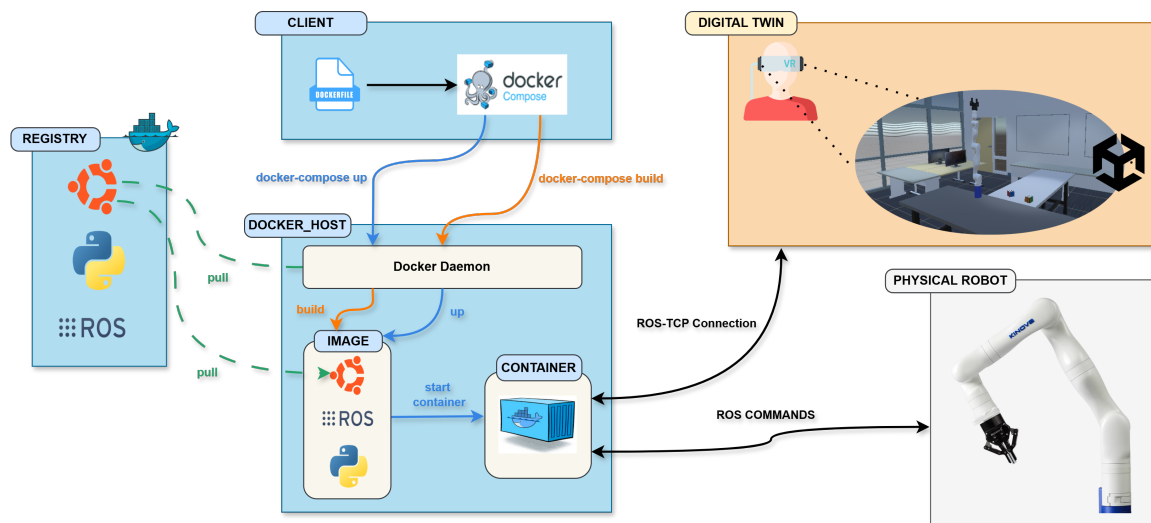 CLIENT
DIGITAL TWIN
DOCKERFILE
docker
Compose
VR
REGISTRY
docker-compose up
docker-compose build
DOCKER_HOST
Docker Daemon
pull
ROS
build
up
IMAGE
pull
ROS
start
container
CONTAINER
ROS-TCP Connection
PHYSICAL ROBOT
KINOVA
ROS COMMANDS